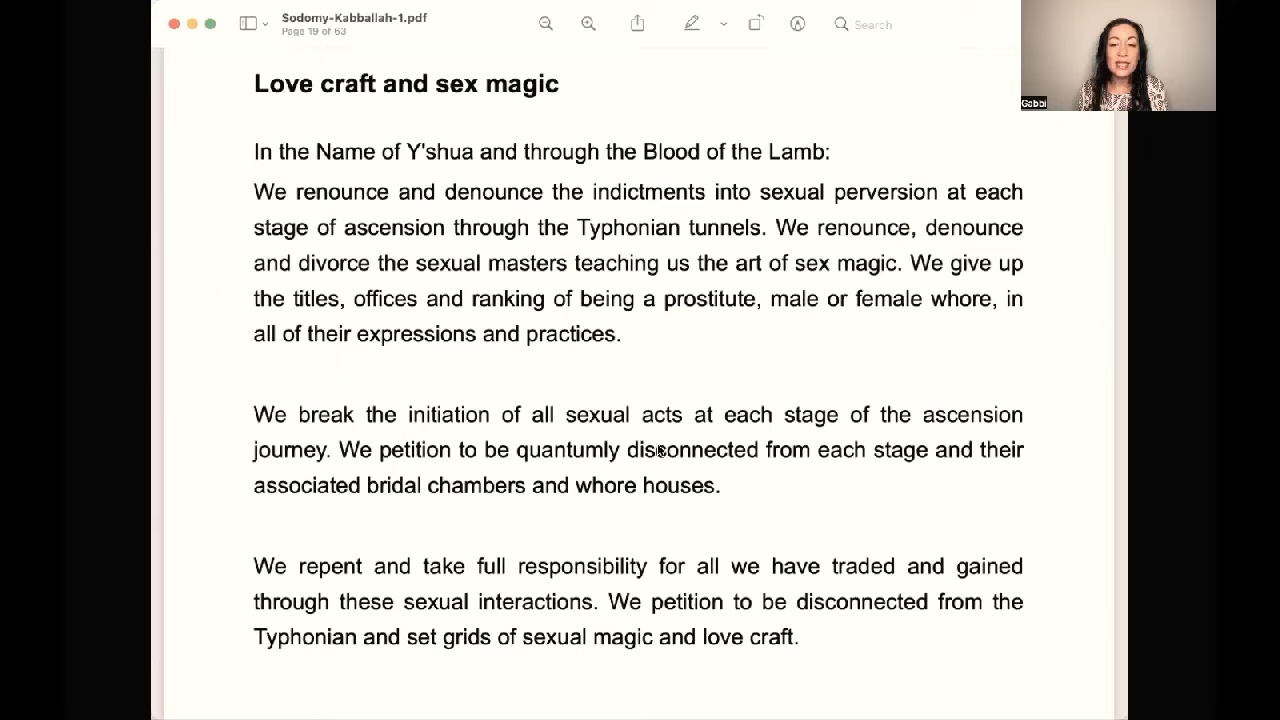 Sodomy-Kabballah-1.pdf
Page 19 of 63
Search
Gabbi
Love craft and sex magic
In the Name of Y'shua and through the Blood of the Lamb:
We renounce and denounce the indictments into sexual perversion at each
stage of ascension through the Typhonian tunnels. We renounce, denounce
and divorce the sexual masters teaching us the art of sex magic. We give up
the titles, offices and ranking of being a prostitute, male or female whore, in
all of their expressions and practices.
We break the initiation of all sexual acts at each stage of the ascension
journey. We petition to be quantumly disconnected from each stage and their
associated bridal chambers and whore houses.
We repent and take full responsibility for all we have traded and gained
through these sexual interactions. We petition to be disconnected from the
Typhonian and set grids of sexual magic and love craft.